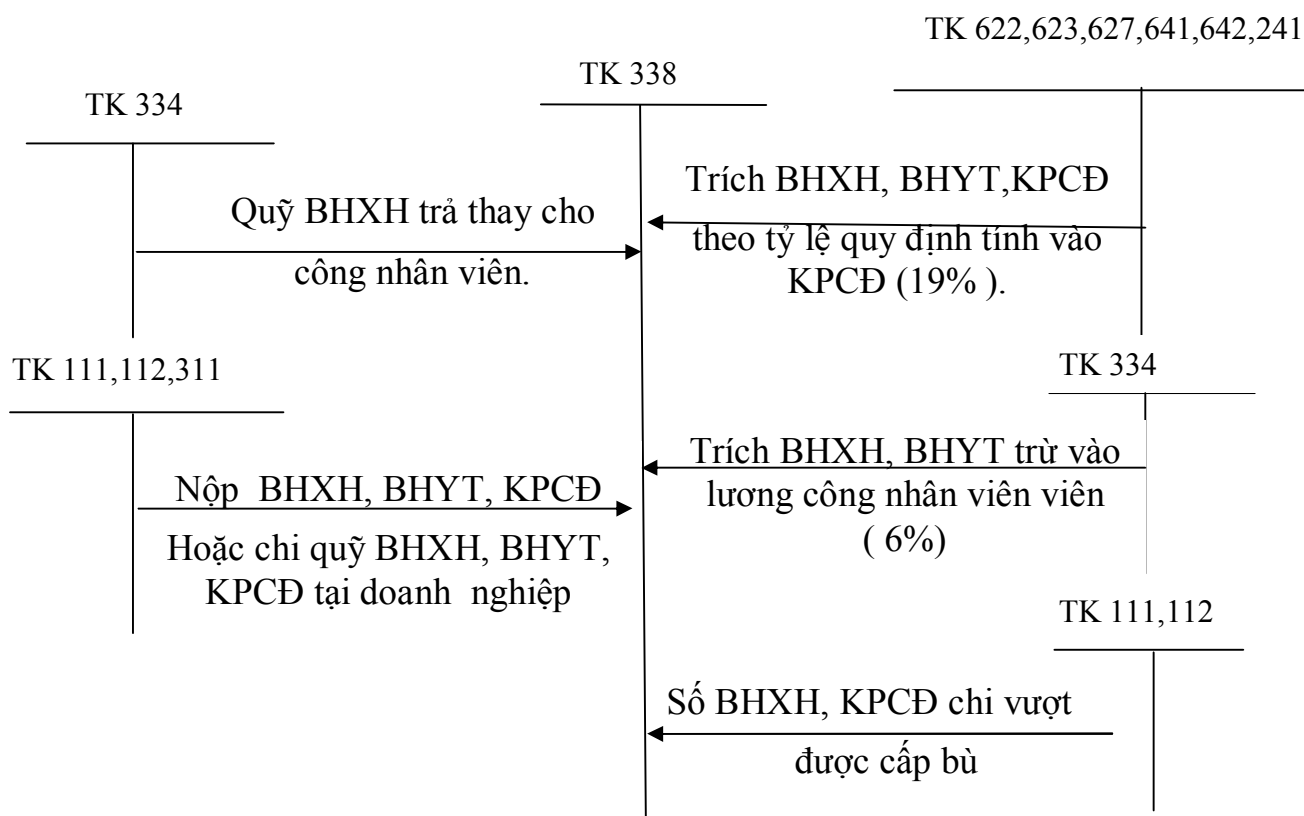 TK 622,623,627,641,642,241
TK 338
TK 334
Trích BHXH, BHYT,KPCĐ
theo tỷ lệ quy định tính vào
KPCĐ (19% ).
Quỹ BHXH trả thay cho
công nhân viên.
TK 111,112,311
TK 334
Trích BHXH, BHYT trừ vào
lương công nhân viên viên
( 6%)
Nộp BHXH, BHYT, KPCĐ
Hoặc chi quỹ BHXH, BHYT,
KPCĐ tại doanh nghiệp
TK 111,112
Số BHXH, KPCĐ chi vượt
được cấp bù